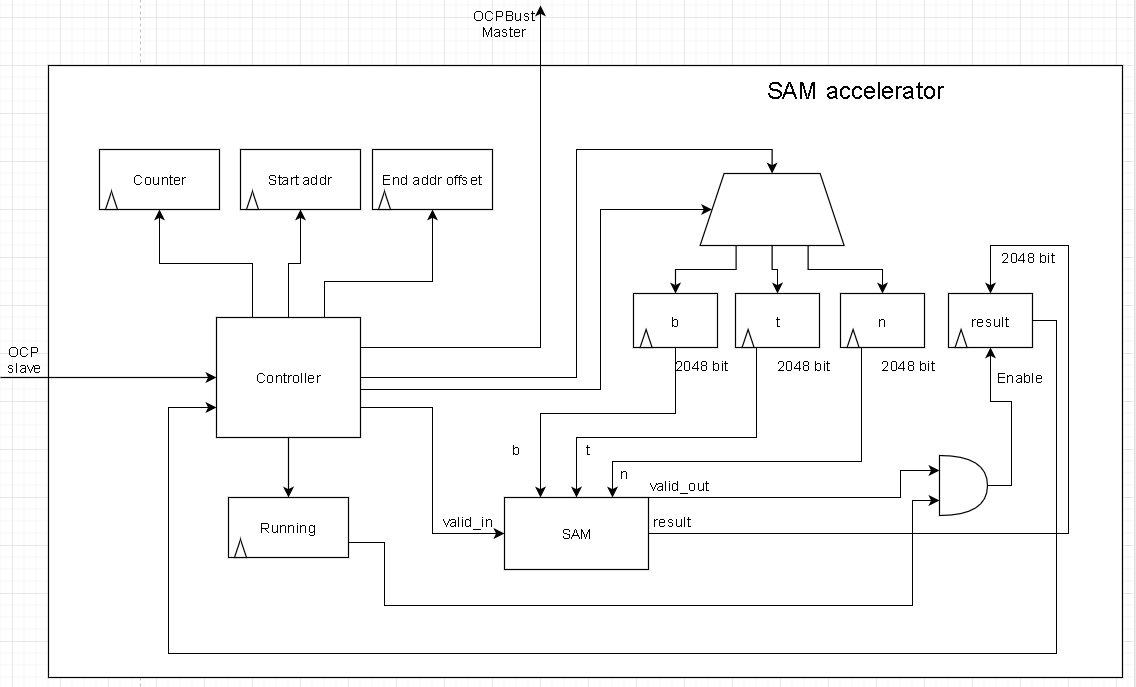 OCPBust
Master
SAM accelerator
Counter
Start addr
End addr offset
2048 bit
b
t
n
result
OCP
slave
Controller
2048 bit
2048 bit
2048 bit
Enable
b
t
n
valid_out
valid_in
result
Running
SAM